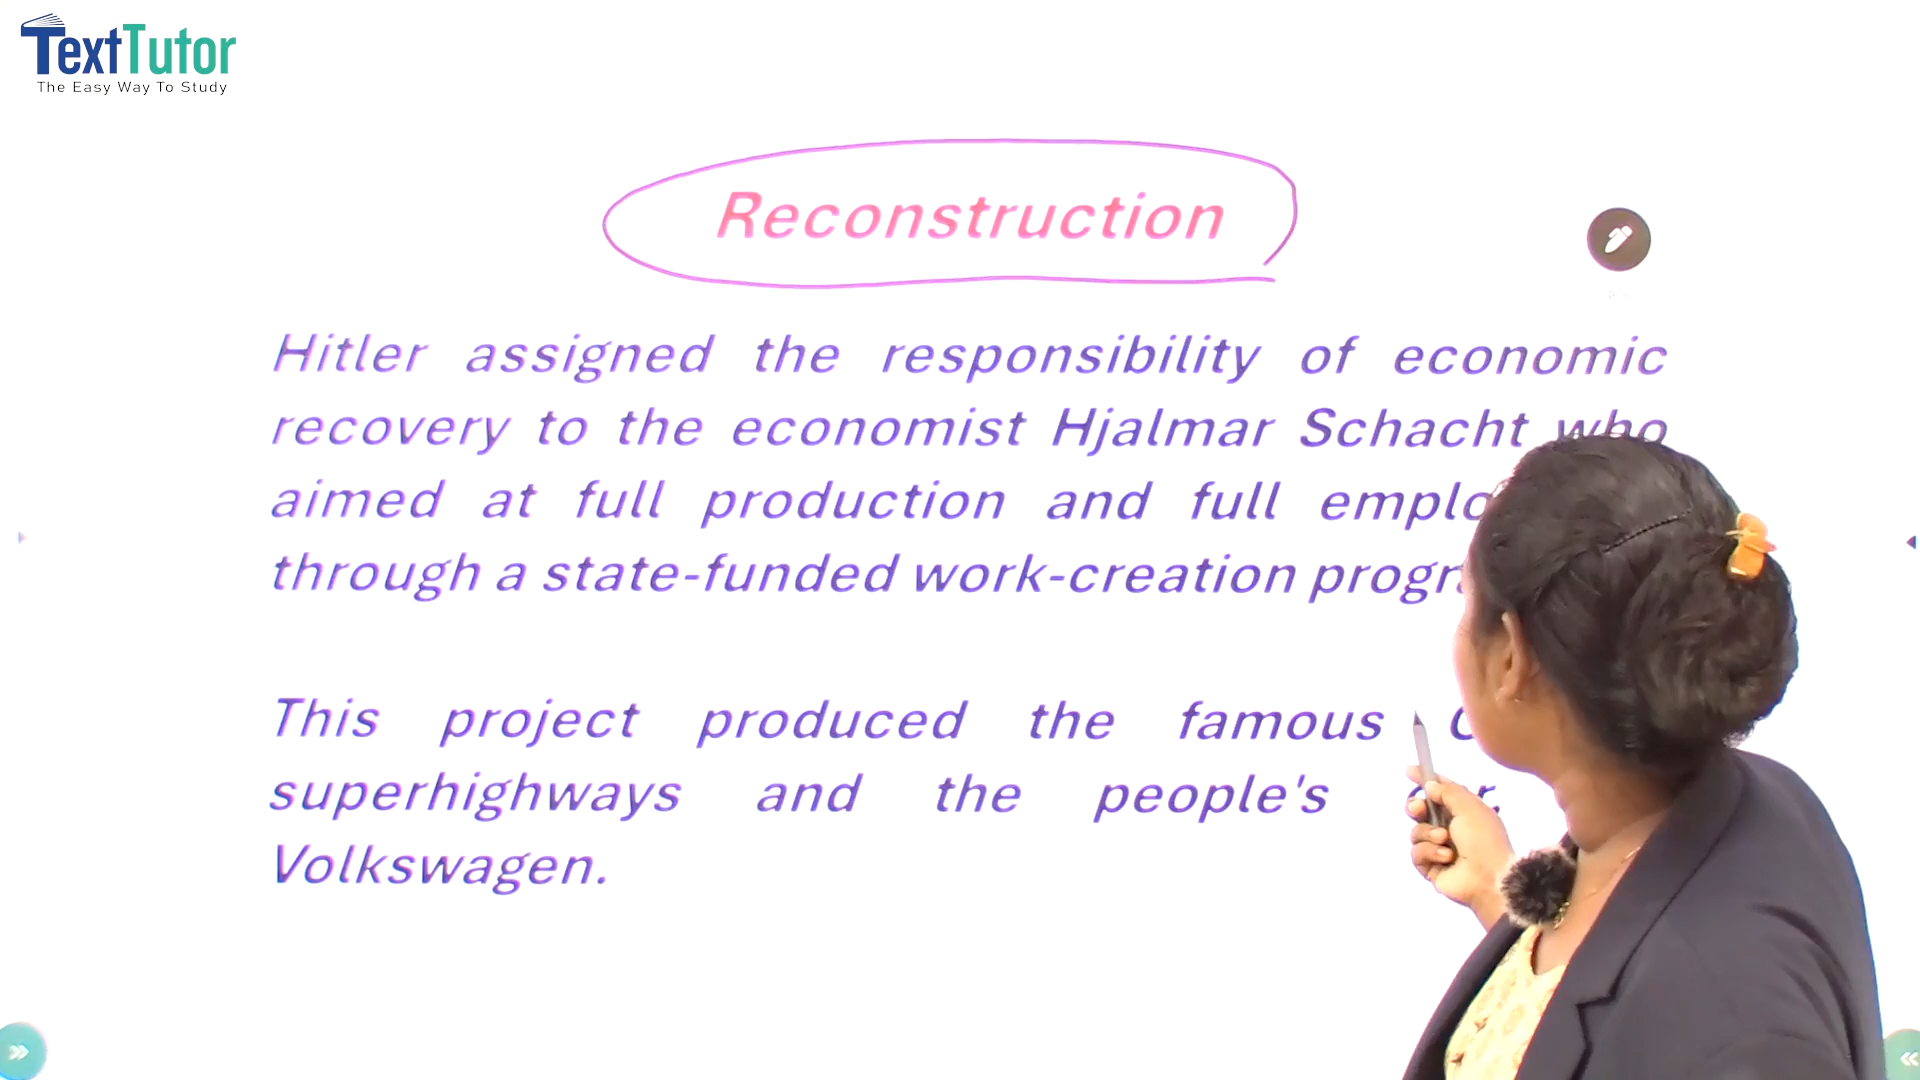 TextTutor
The Easy Way To Study
Reconstruction
Hitler assigned the responsibility of economic
recovery to the economist Hjalmar Schacht who
aimed at full production and full
through a state-funded work-creation
This project produced the famous
superhighways and the people's
Volkswagen.